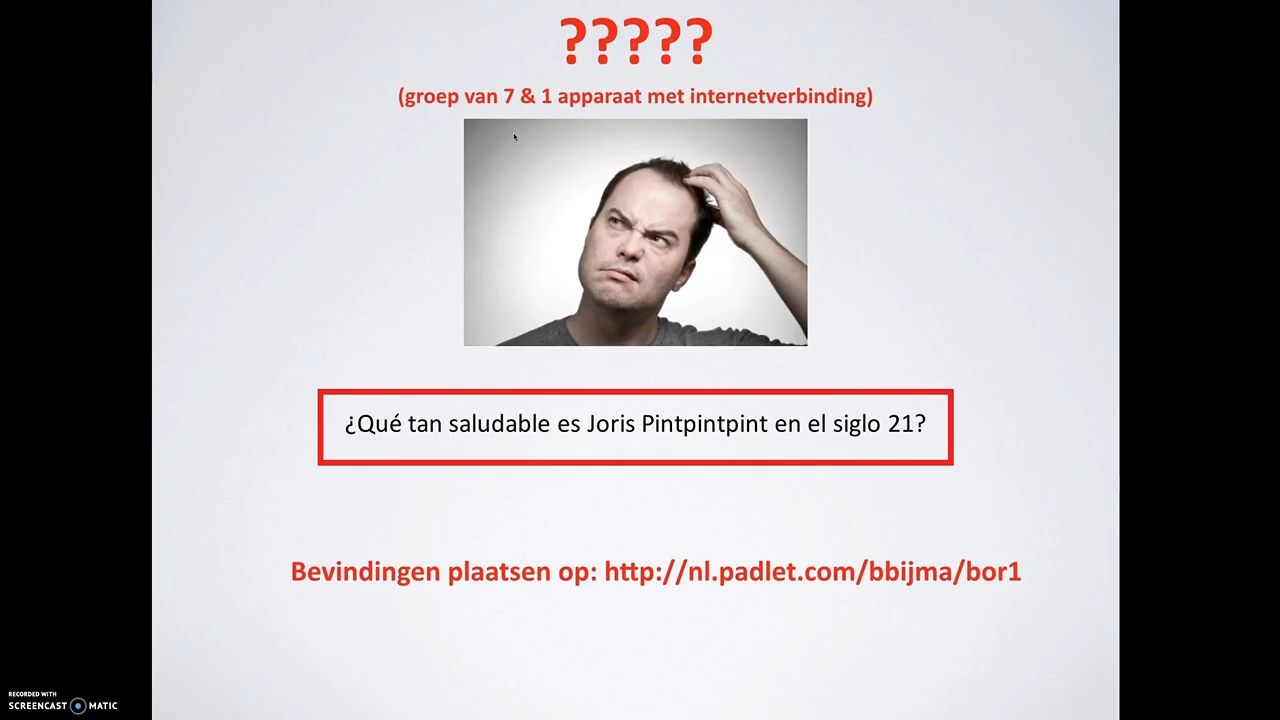 ?????
(groep van 7 & 1 apparaat met internetverbinding)
¿Qué tan saludable es Joris Pintpintpint en el siglo 21?
Bevindingen plaatsen op: http://nl.padlet.com/bbijma/bor1
RECORDED WITH
SCREENCAST MATIC